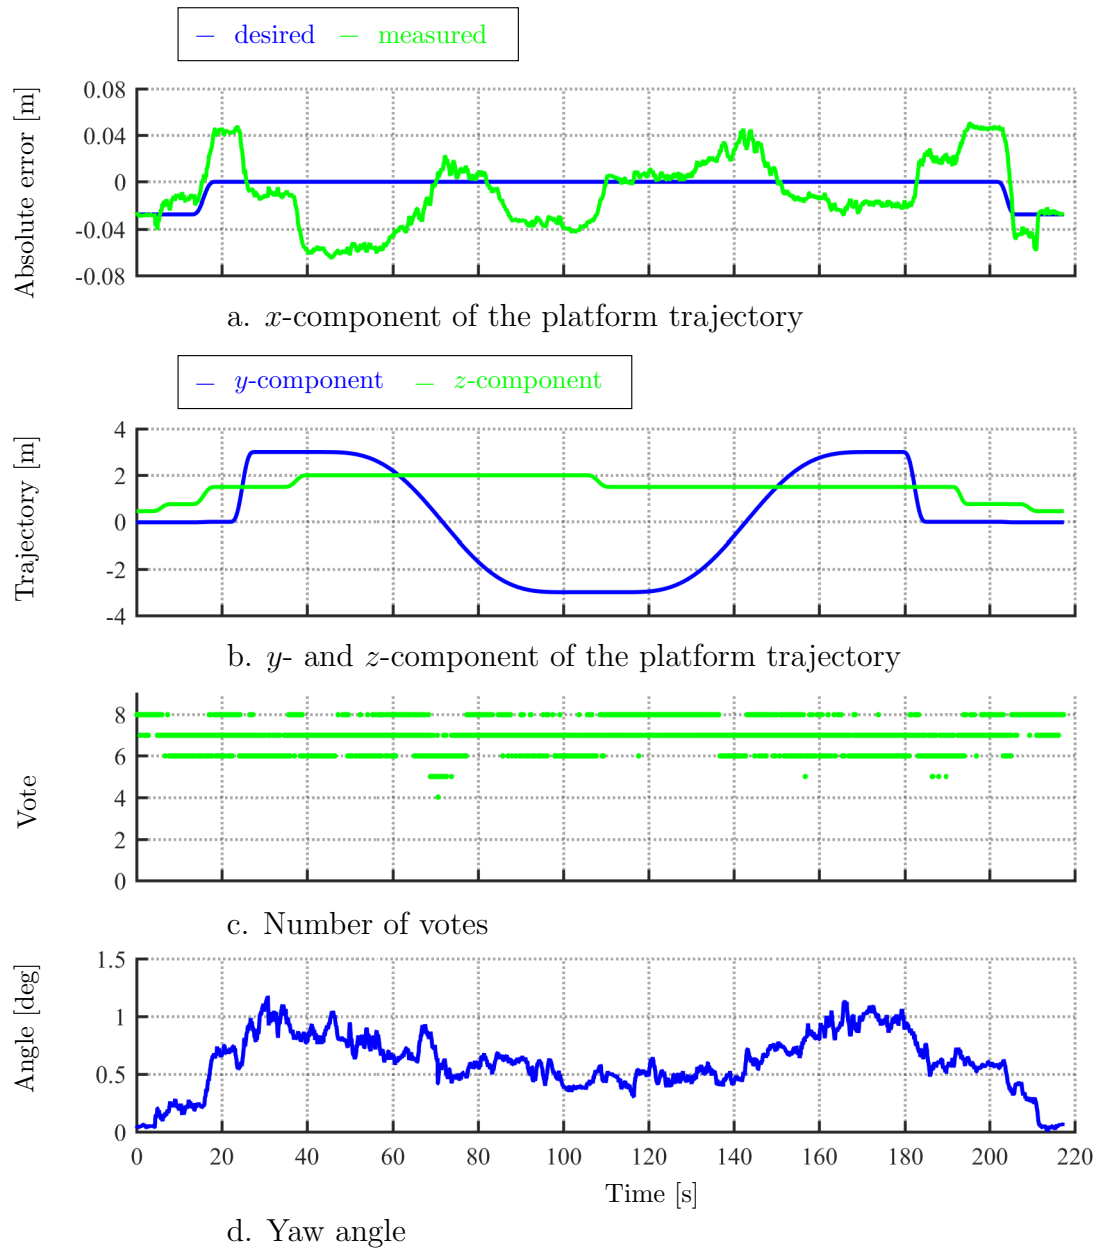 – desired – measured
Absolute error [m]
0.08
0.04
0
-0.04
-0.08
a. x-component of the platform trajectory
– y-component – z-component
Trajectory [m]
4
2
0
-2
-4
b. y- and z-component of the platform trajectory
Vote
8
6
4
2
0
c. Number of votes
Angle [deg]
1.5
1
0.5
0
0 20 40 60 80 100 120 140 160 180 200 220
Time [s]
d. Yaw angle